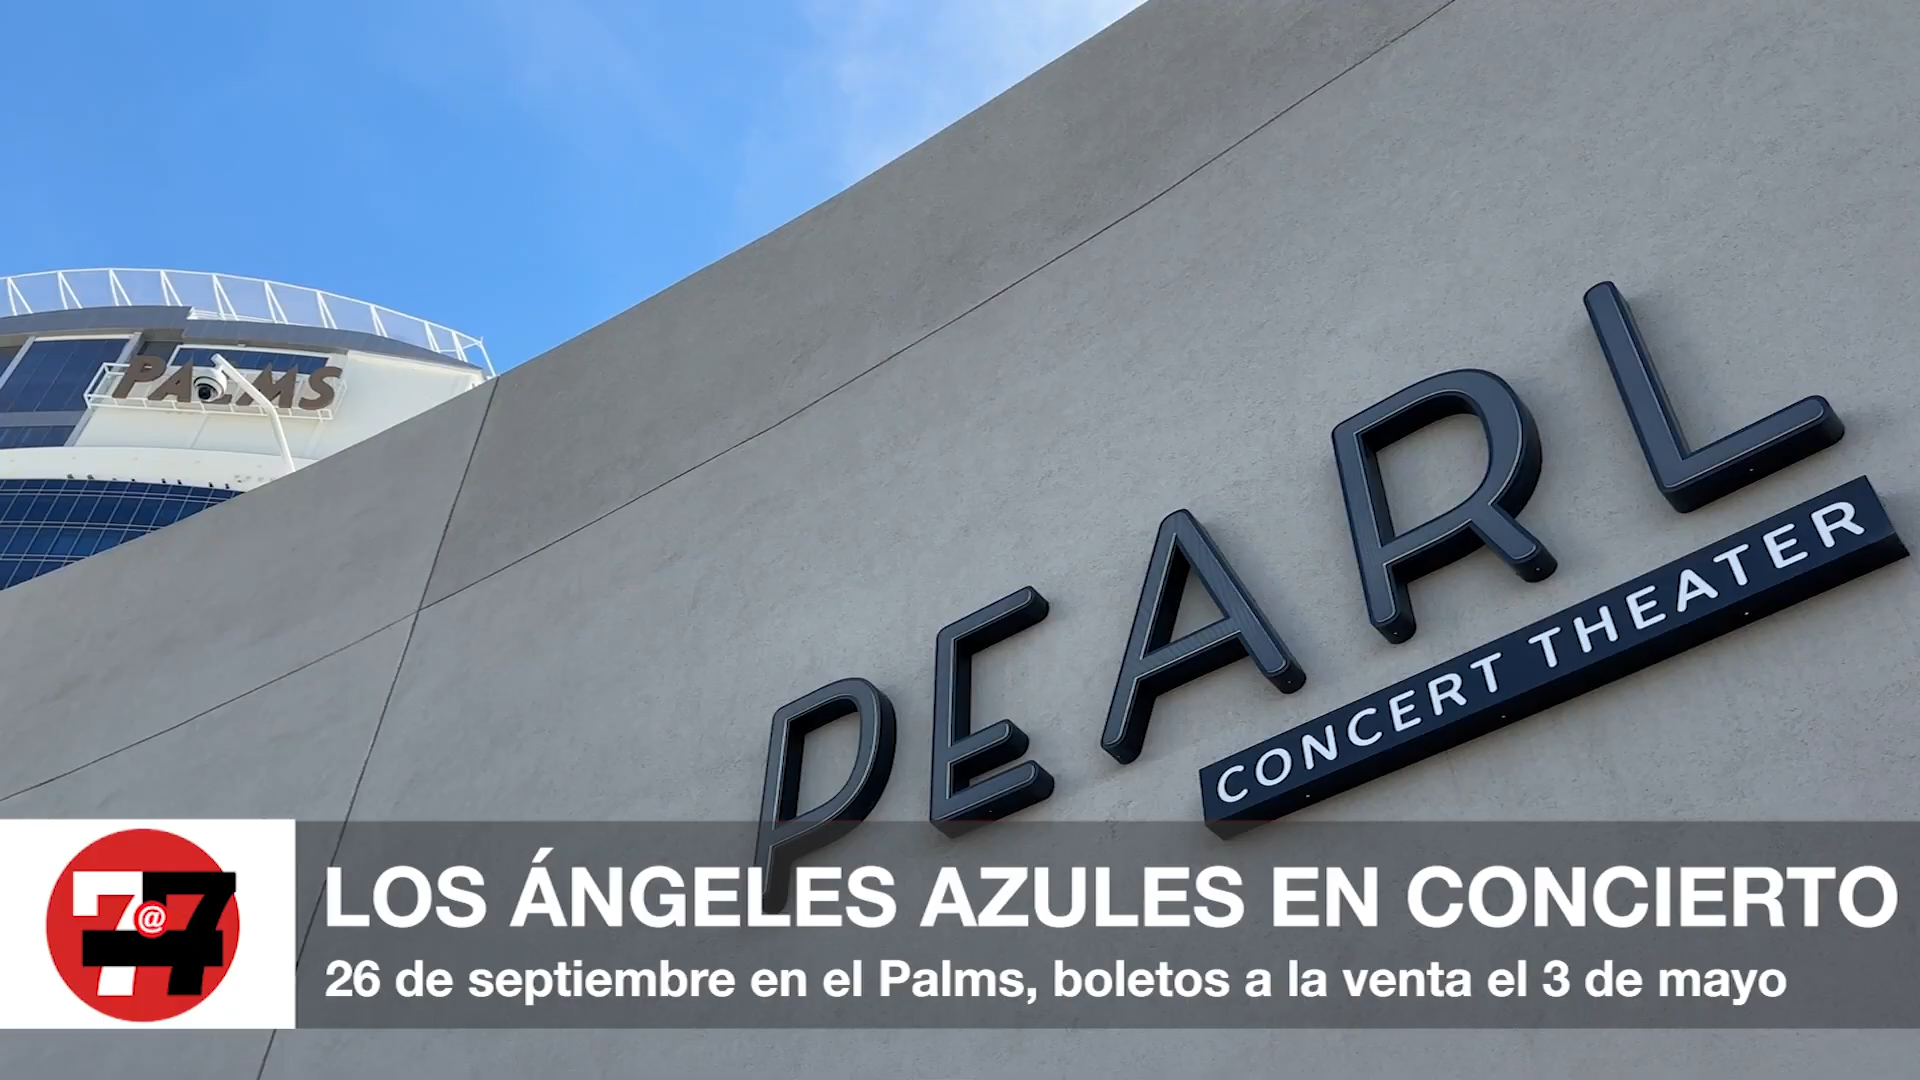 PALMS
PEARL
CONCERT THEATER
7@7
LOS ÁNGELES AZULES EN CONCIERTO
26 de septiembre en el Palms, boletos a la venta el 3 de mayo